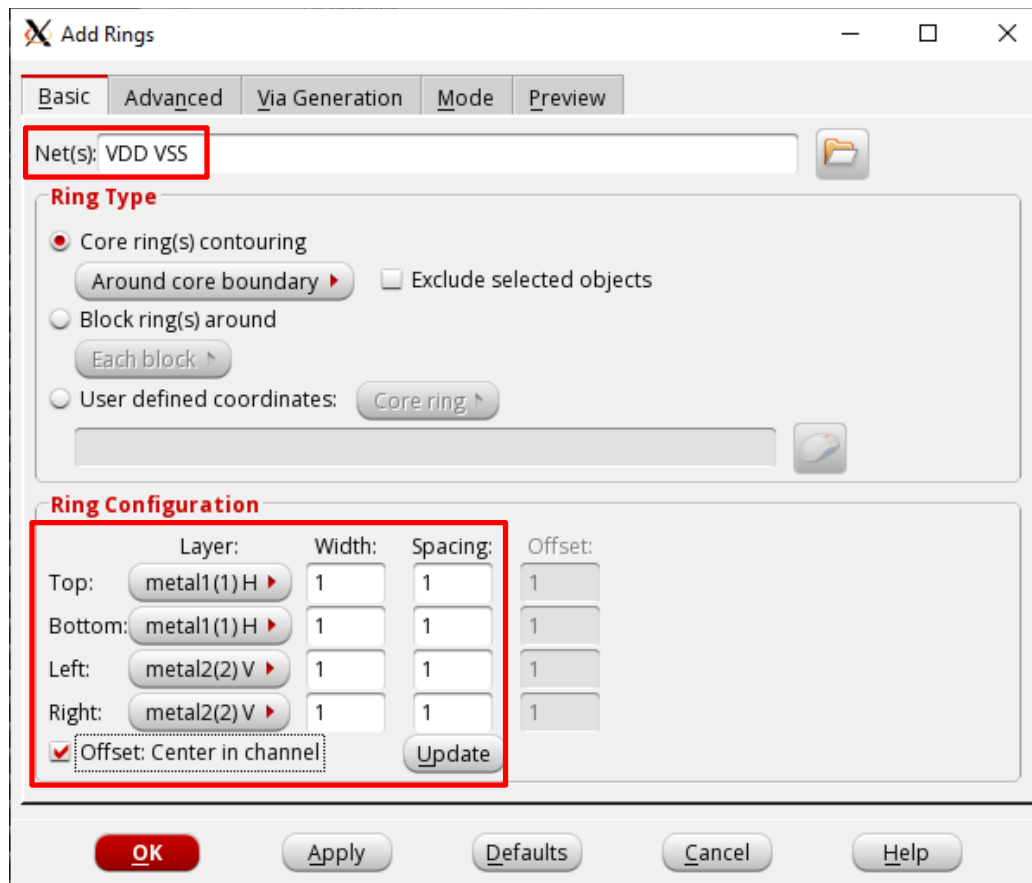 Add Rings
Basic Advanced Via Generation Mode Preview
Net(s): VDD VSS
Ring Type
Core ring(s) contouring
Around core boundary Exclude selected objects
Block ring(s) around
Each block
User defined coordinates: Core ring
Ring Configuration
Layer: Width: Spacing: Offset:
Top: metal1(1) H 1 1 1
Bottom: metal1(1) H 1 1 1
Left: metal2(2) V 1 1 1
Right: metal2(2) V 1 1 1
Offset: Center in channel Update
OK Apply Defaults Cancel Help